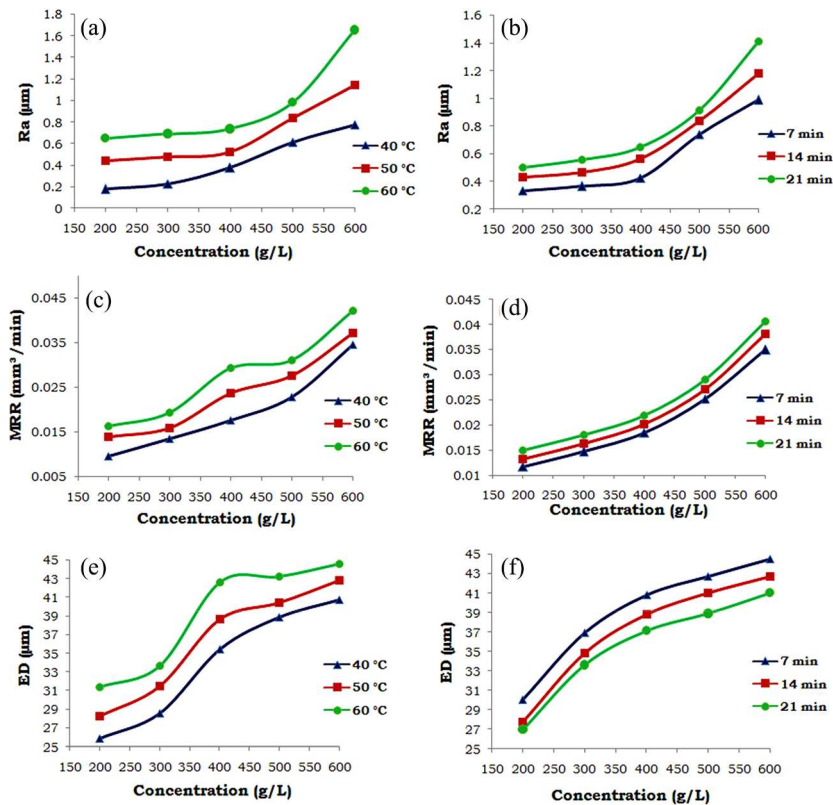 (a)
1.8
1.6
1.4
1.2
1
0.8
0.6
0.4
0.2
0
Ra (µm)
150 200 250 300 350 400 450 500 550 600
Concentration (g/L)
40 °C
50 °C
60 °C
(b)
1.6
1.4
1.2
1
0.8
0.6
0.4
0.2
Ra (µm)
150 200 250 300 350 400 450 500 550 600
Concentration (g/L)
7 min
14 min
21 min
(c)
0.045
0.035
0.025
0.015
0.005
MRR (mm³/min)
150 200 250 300 350 400 450 500 550 600
Concentration (g/L)
40 °C
50 °C
60 °C
(d)
0.045
0.04
0.035
0.03
0.025
0.02
0.015
0.01
MRR (mm³/min)
150 200 250 300 350 400 450 500 550 600
Concentration (g/L)
7 min
14 min
21 min
(e)
45
43
41
39
37
35
33
31
29
27
25
ED (µm)
150 200 250 300 350 400 450 500 550 600
Concentration (g/L)
40 °C
50 °C
60 °C
(f)
45
43
41
39
37
35
33
31
29
27
25
ED (µm)
150 200 250 300 350 400 450 500 550 600
Concentration (g/L)
7 min
14 min
21 min